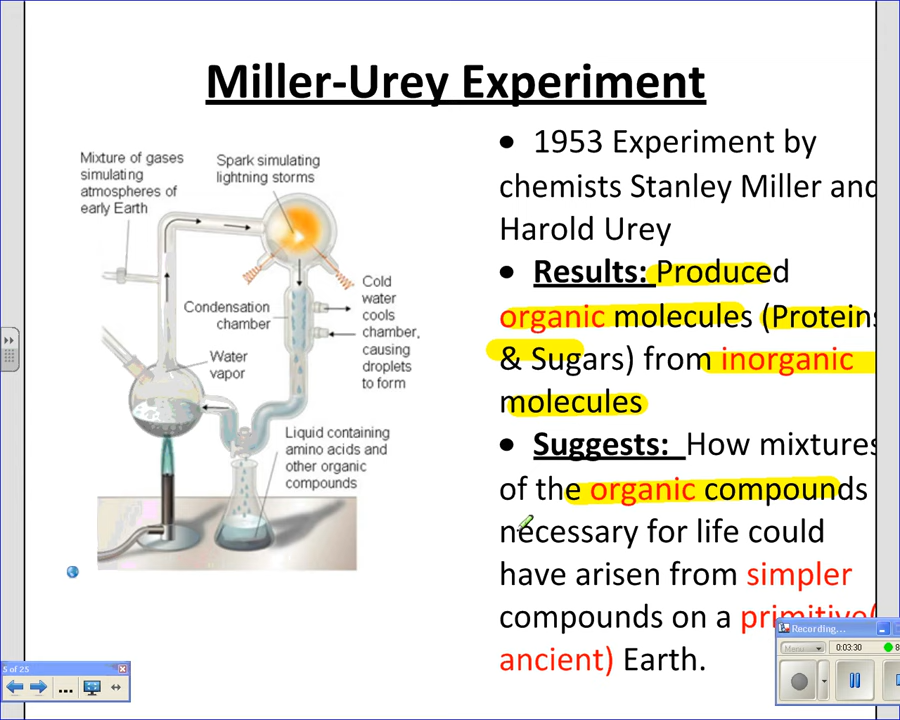 Miller-Urey Experiment
Mixture of gases
simulating
atmospheres of
early Earth
Spark simulating
lightning storms
Condensation
chamber
Cold
water
cools
chamber,
causing
droplets
to form
Water
vapor
Liquid containing
amino acids and
other organic
compounds
• 1953 Experiment by
chemists Stanley Miller and
Harold Urey
• Results: Produced
organic molecules (Proteins
& Sugars) from inorganic
molecules
• Suggests: How mixtures
of the organic compounds
necessary for life could
have arisen from simpler
compounds on a primitive(
ancient) Earth.
5 of 25
...
Recording...
Menu
0:03:30
8